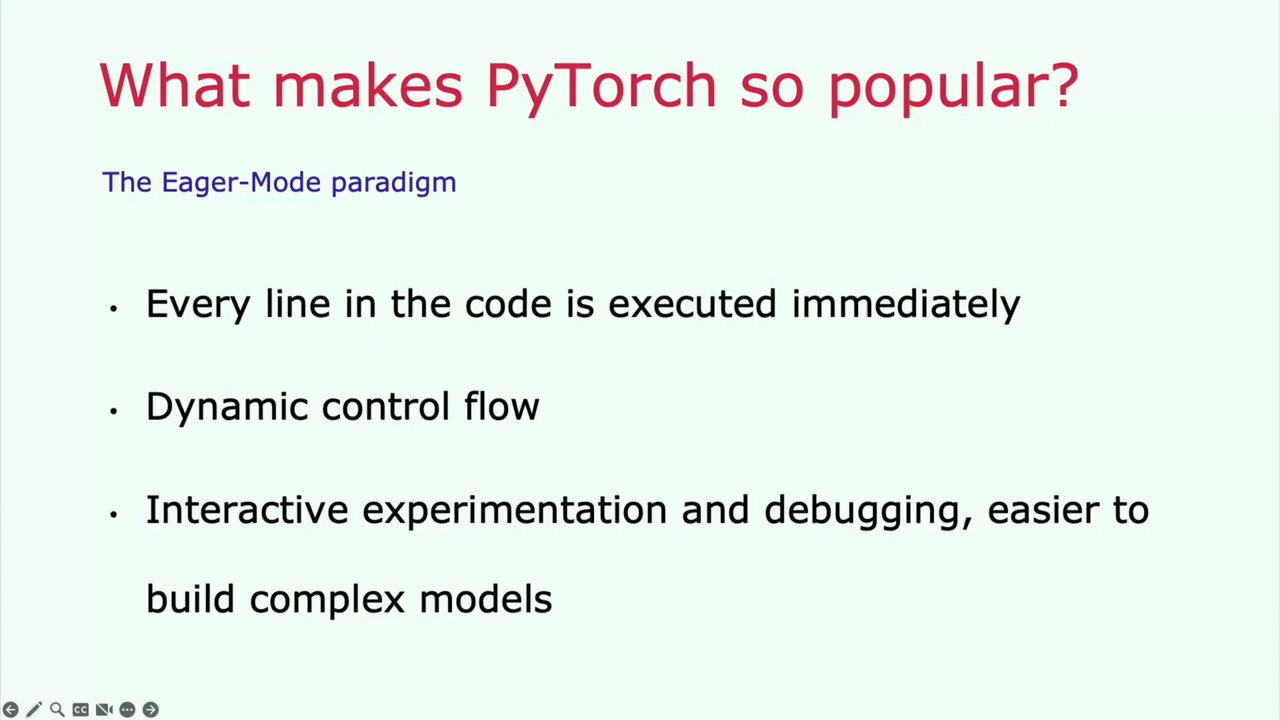 What makes PyTorch so popular?
The Eager-Mode paradigm
• Every line in the code is executed immediately
• Dynamic control flow
• Interactive experimentation and debugging, easier to
build complex models
CC